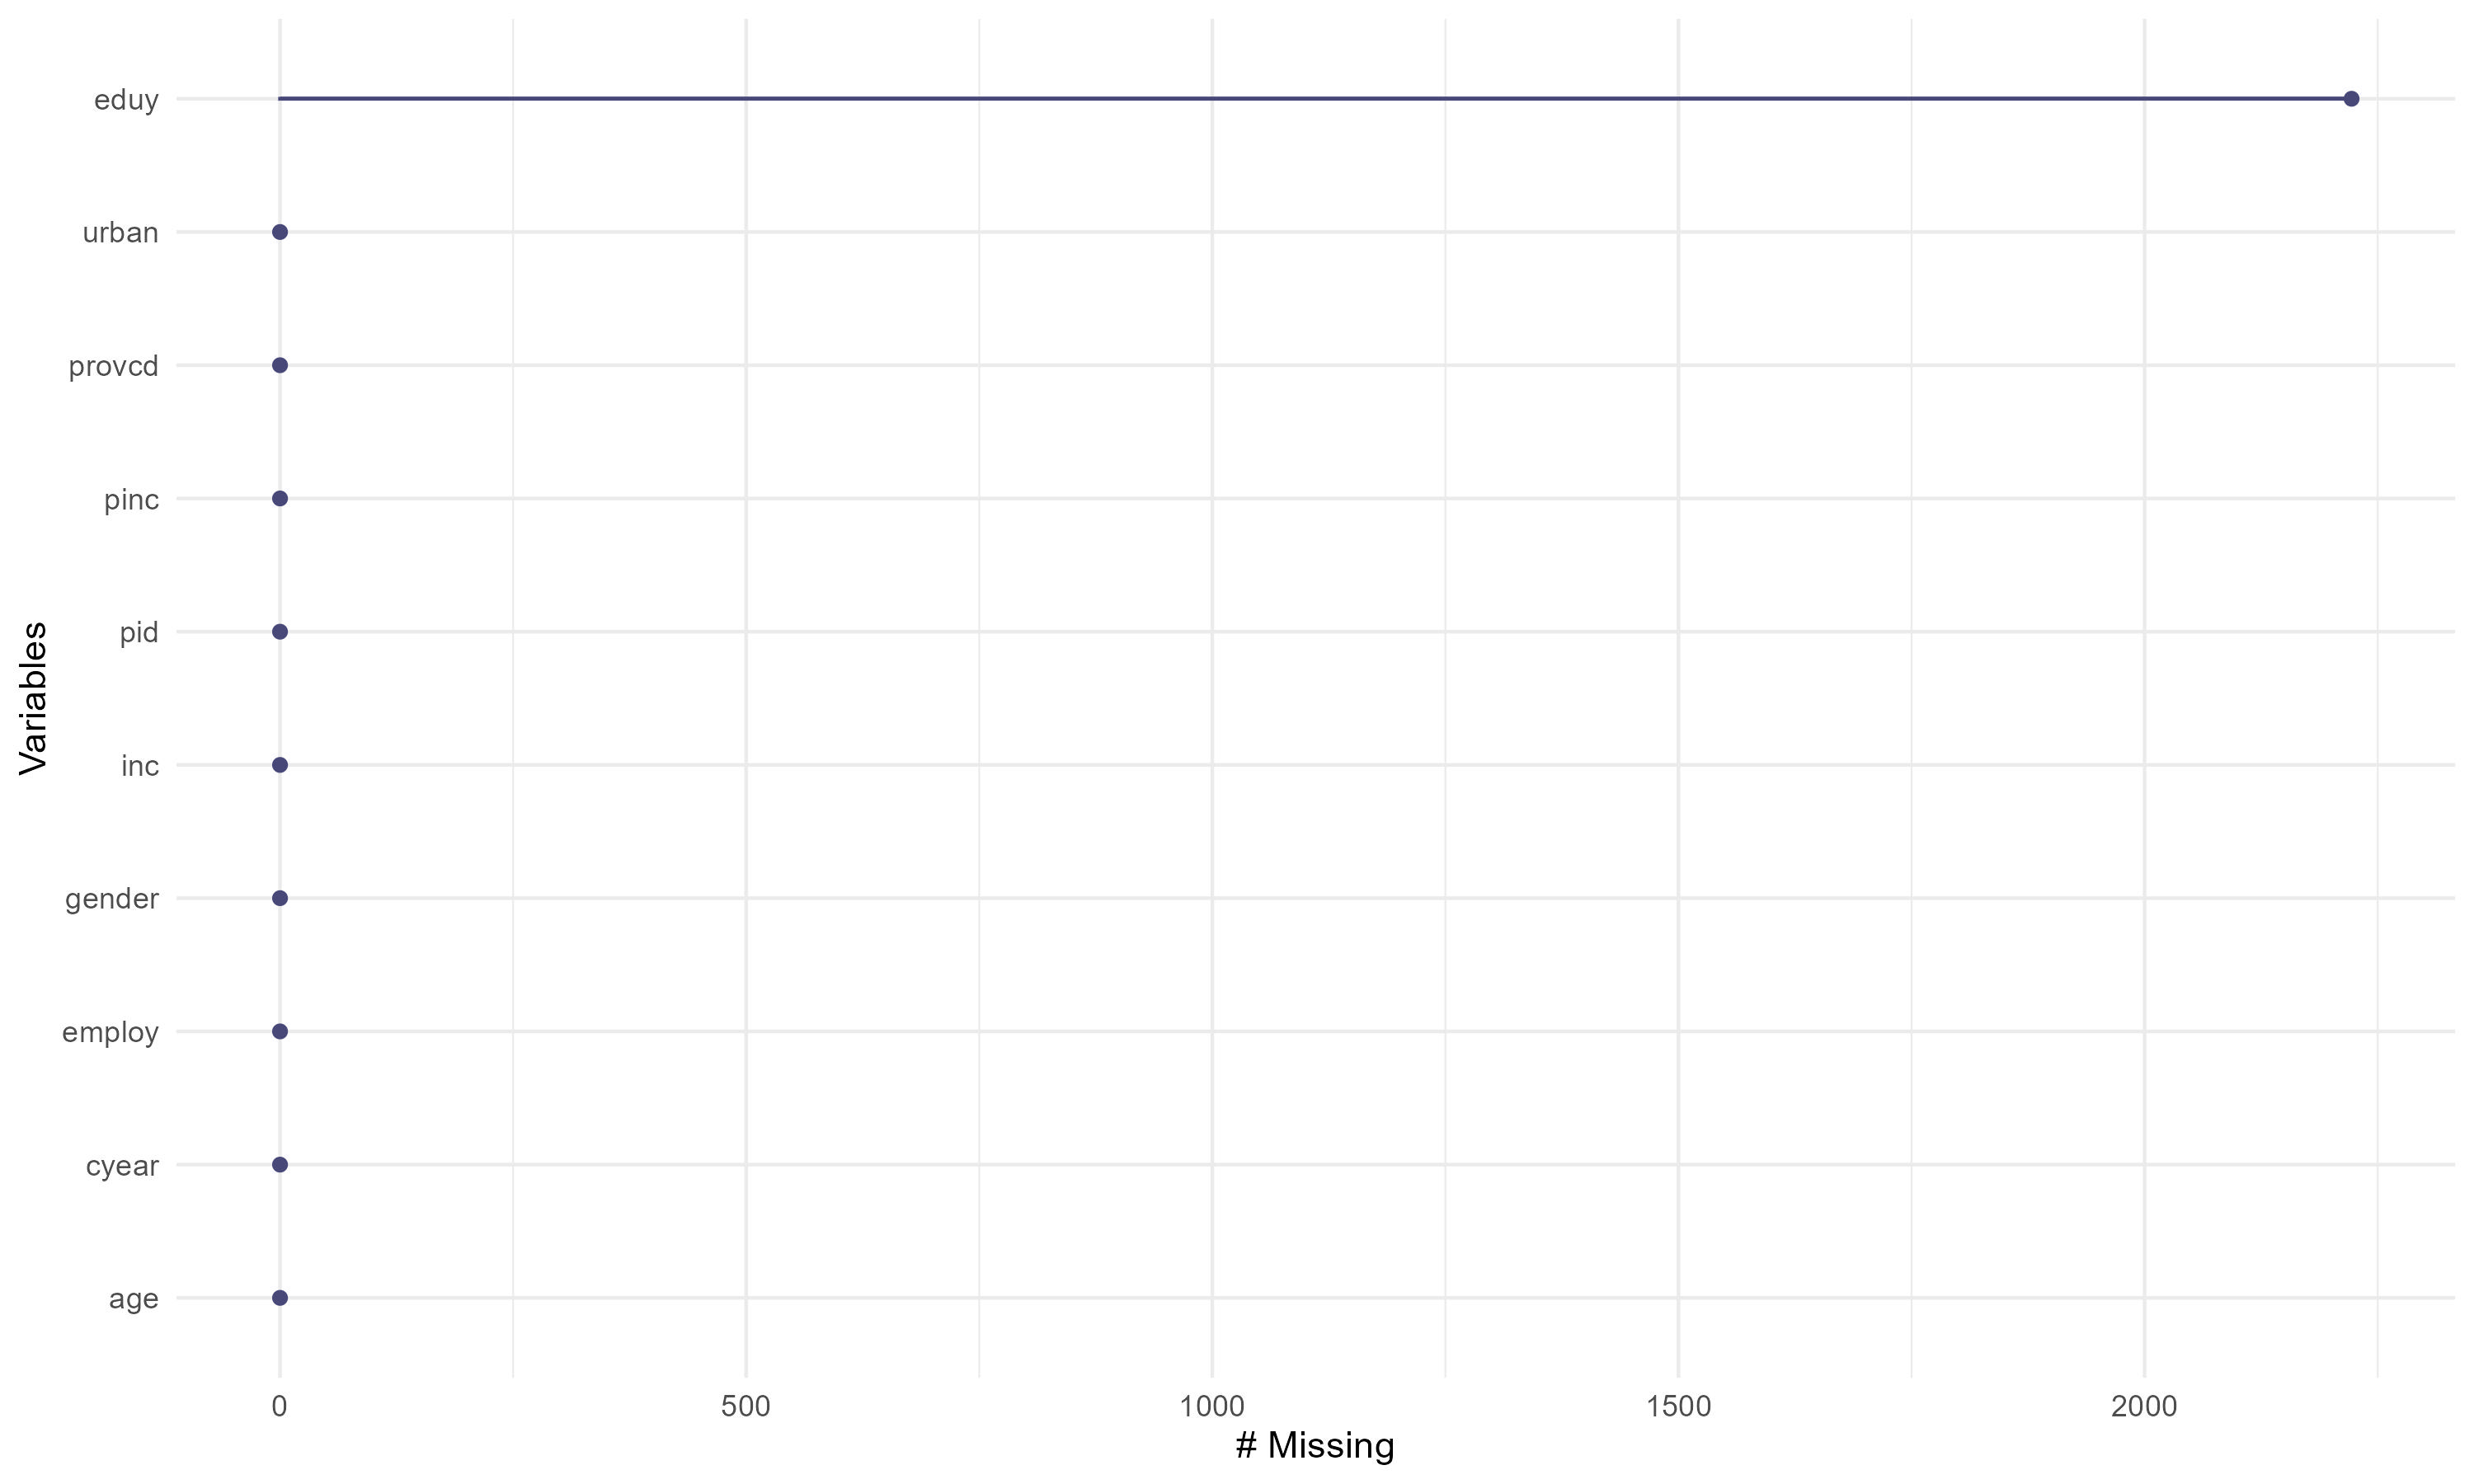 Variables
eduy
urban
provcd
pinc
pid
inc
gender
employ
cyear
age
0 500 1000 1500 2000
# Missing